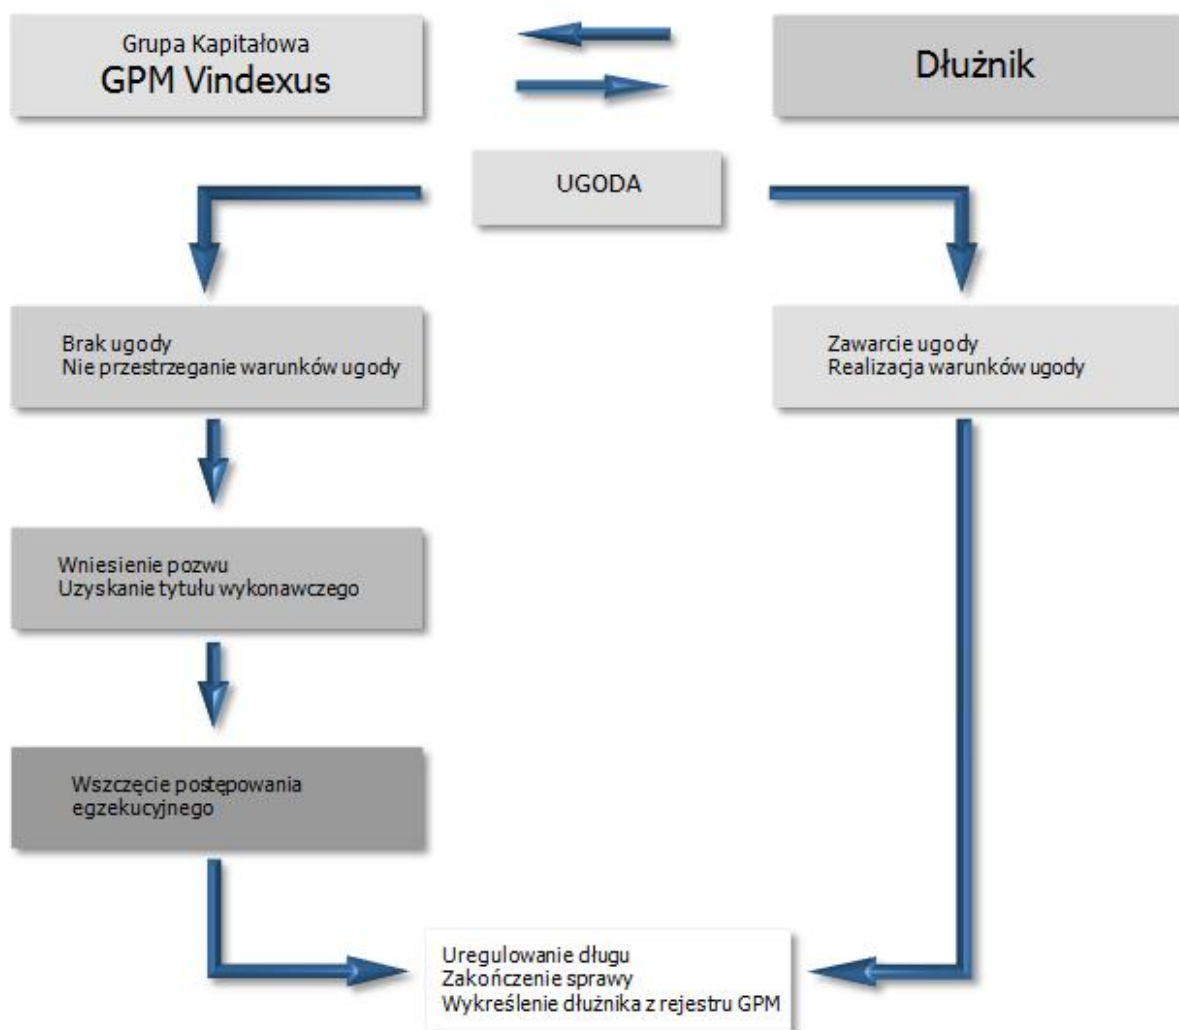 Grupa Kapitałowa
GPM Vindexus
Dłużnik
UGODA
Brak ugody
Nie przestrzeganie warunków ugody
Zawarcie ugody
Realizacja warunków ugody
Wniesienie pozwu
Uzyskanie tytułu wykonawczego
Wszczęcie postępowania
egzekucyjnego
Uregulowanie długu
Zakończenie sprawy
Wykreślenie dłużnika z rejestru GPM